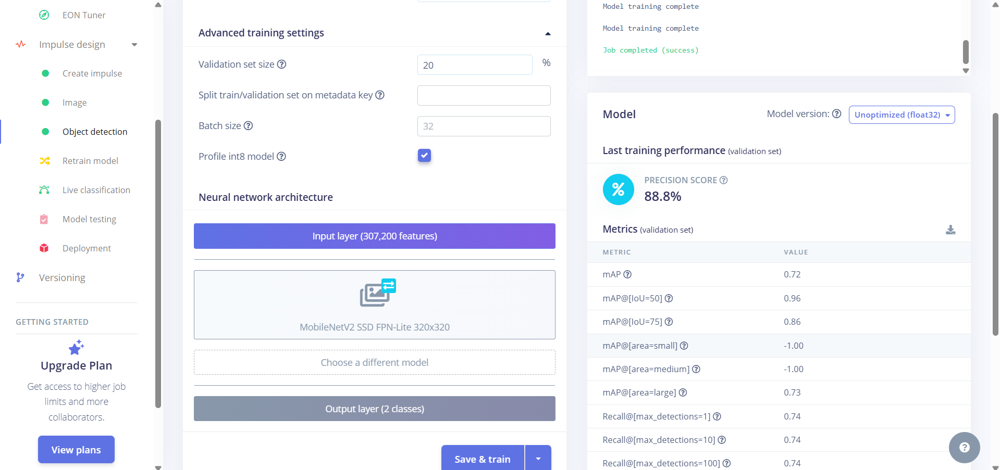 EON Tuner
Impulse design
Create impulse
Image
Object detection
Retrain model
Live classification
Model testing
Deployment
Versioning
GETTING STARTED
Upgrade Plan
Get access to higher job
limits and more
collaborators.
View plans
Advanced training settings
Validation set size
20
%
Split train/validation set on metadata key
Batch size
32
Profile int8 model
Neural network architecture
Input layer (307,200 features)
MobileNetV2 SSD FPN-Lite 320x320
Choose a different model
Output layer (2 classes)
Save & train
Model training complete
Model training complete
Job completed (success)
Model
Model version:
Unoptimized (float32)
Last training performance (validation set)
%
PRECISION SCORE
88.8%
Metrics (validation set)
METRIC VALUE
mAP 0.72
mAP@[IoU=50] 0.96
mAP@[IoU=75] 0.86
mAP@[area=small] -1.00
mAP@[area=medium] -1.00
mAP@[area=large] 0.73
Recall@[max_detections=1] 0.74
Recall@[max_detections=10] 0.74
Recall@[max_detections=100] 0.74